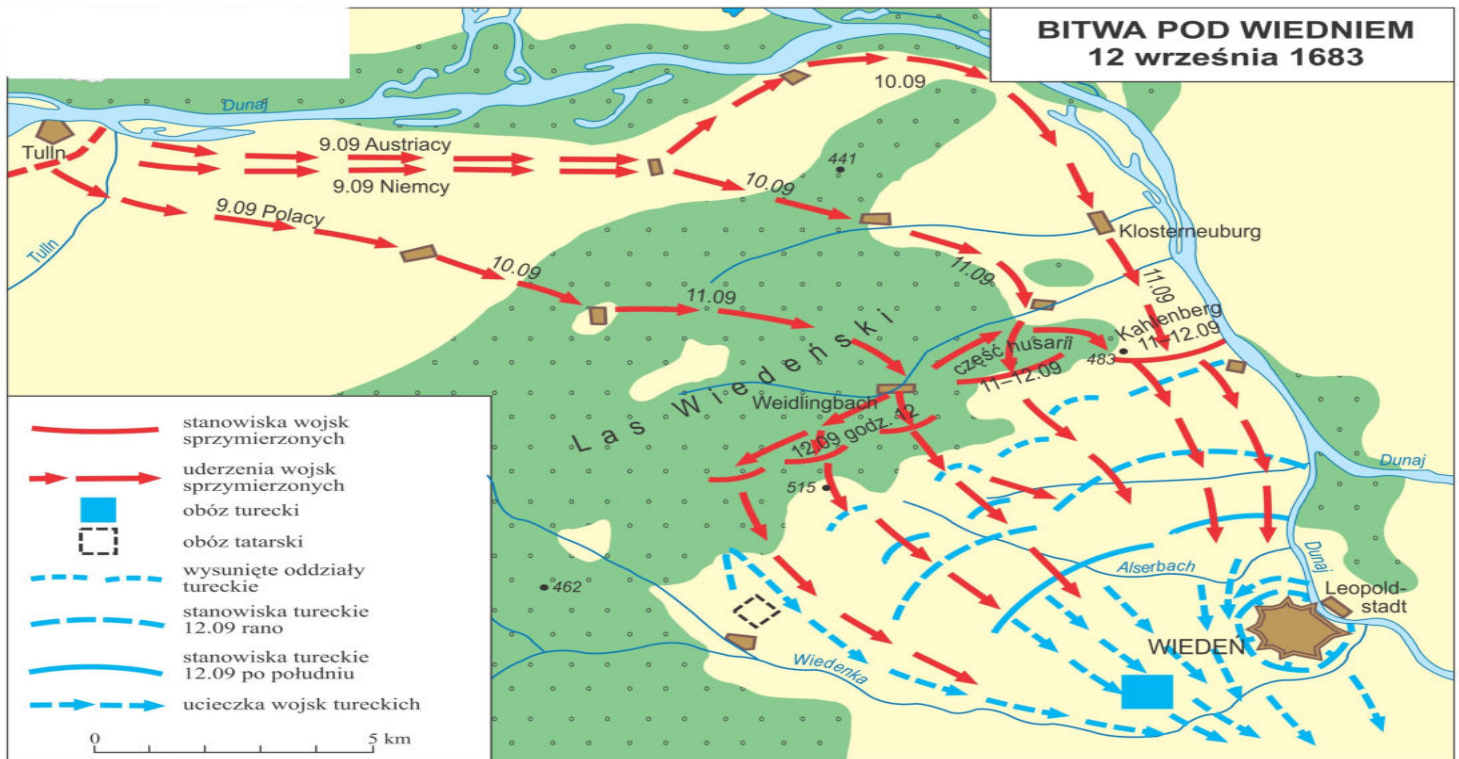 BITWA POD WIEDNIEM
12 września 1683
Dunaj
10.09
Tulln
9.09 Austriacy
9.09 Niemcy
441
10.09
9.09 Polacy
Tulln
Klosterneuburg
10.09
11.09
11.09
11.09
Kahlenberg
11–12.09
część husarii
483
11–12.09
Las Wiedeński
Weidlingbach
12.09 godz. 12
Dunaj
515
Alserbach
Dunaj
462
Leopold-
stadt
WIEDEŃ
Wiedenka
stanowiska wojsk
sprzymierzonych
uderzenia wojsk
sprzymierzonych
obóz turecki
obóz tatarski
wysunięte oddziały
tureckie
stanowiska tureckie
12.09 rano
stanowiska tureckie
12.09 po południu
ucieczka wojsk tureckich
0 5 km